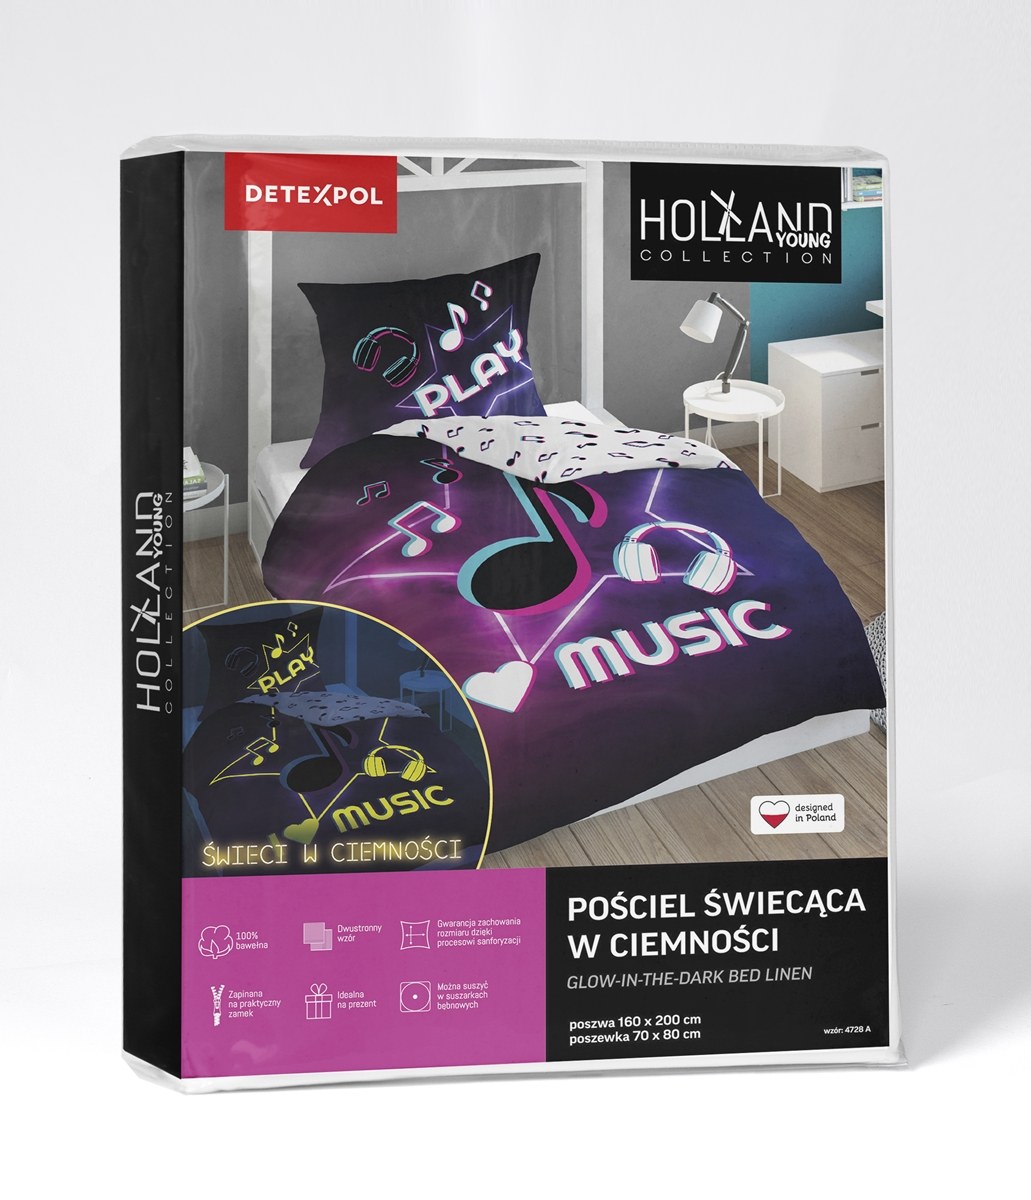 DETEXPOL
HOLLAND
YOUNG
COLLECTION
HOLLAND
YOUNG
COLLECTION
PLAY
MUSIC
PLAY
MUSIC
ŚWIECI W CIEMNOŚCI
designed
in Poland
100%
bawełna
Dwustronny
wzór
Gwarancja zachowania
rozmiaru dzięki
procesowi sanforyzacji
Zapinana
na praktyczny
zamek
Idealna
na prezent
Można suszyć
w suszarkach
bębnowych
POŚCIEL ŚWIECĄCA
W CIEMNOŚCI
GLOW-IN-THE-DARK BED LINEN
poszwa 160 x 200 cm
poszewka 70 x 80 cm
wzór: 4728 A